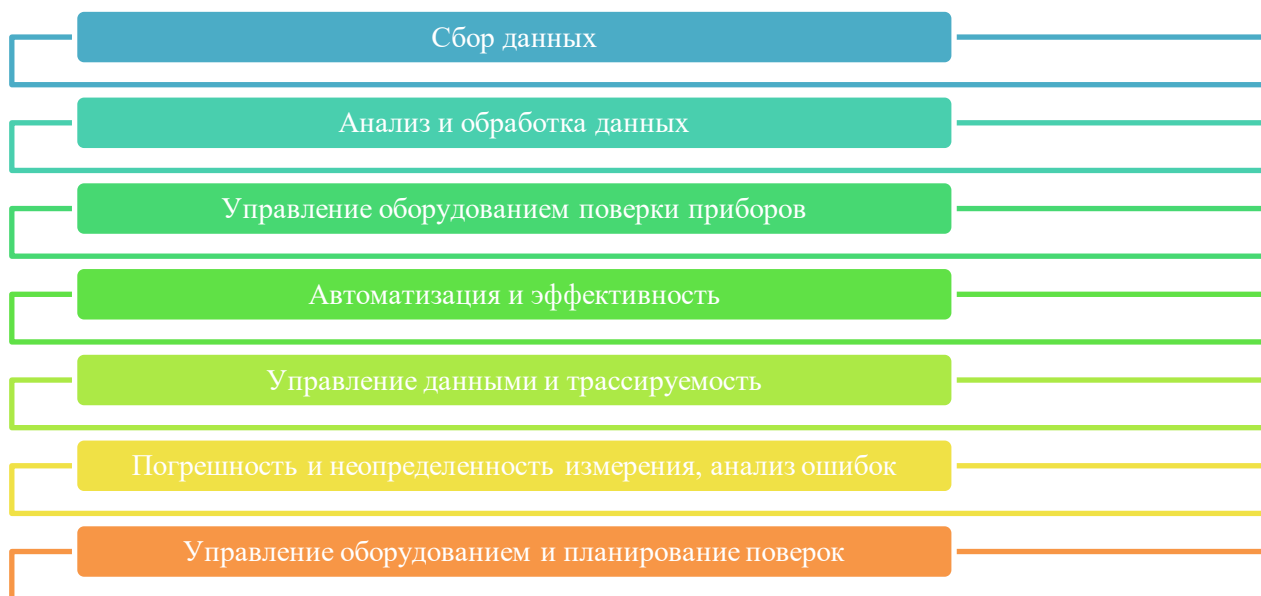 Сбор данных
Анализ и обработка данных
Управление оборудованием поверки приборов
Автоматизация и эффективность
Управление данными и трассируемость
Погрешность и неопределенность измерения, анализ ошибок
Управление оборудованием и планирование поверок